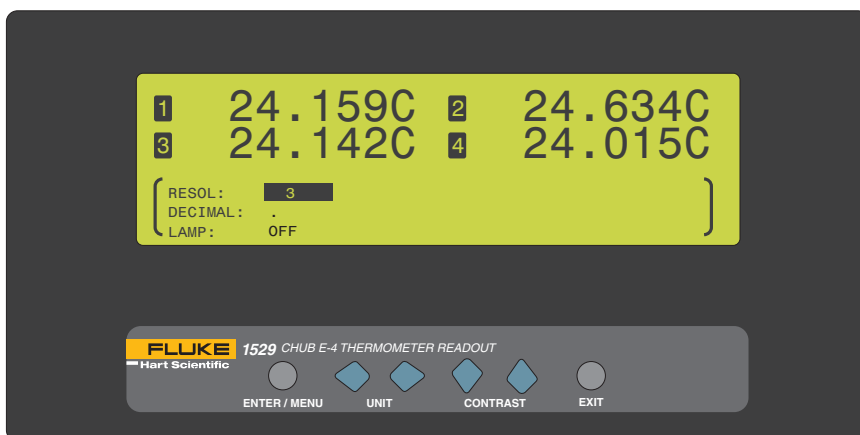 1 24.159C 2 24.634C
3 24.142C 4 24.015C
RESOL: 3
DECIMAL: .
LAMP: OFF
FLUKE
Hart Scientific
1529 CHUB E-4 THERMOMETER READOUT
ENTER / MENU UNIT CONTRAST EXIT